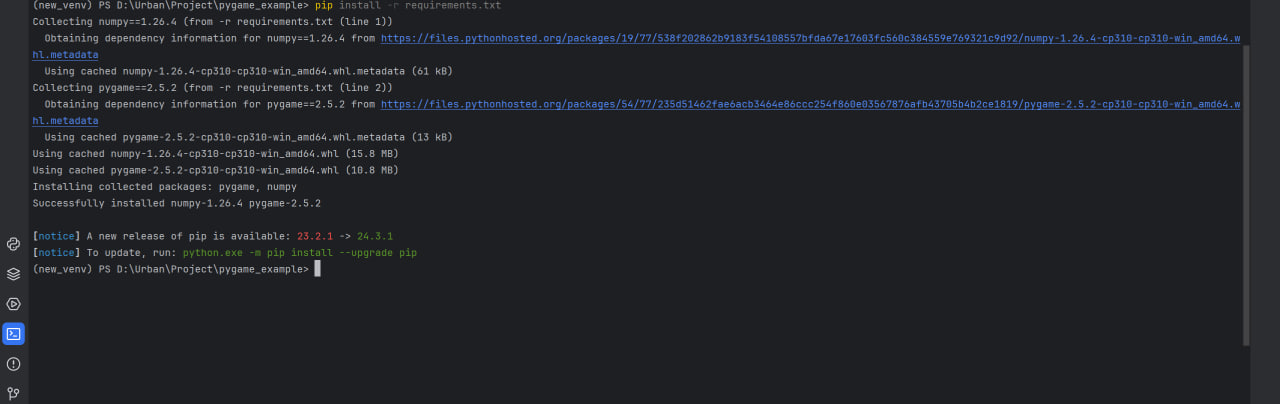 (new_venv) PS D:\Urban\Project\pygame_example> pip install -r requirements.txt
Collecting numpy==1.26.4 (from -r requirements.txt (line 1))
  Obtaining dependency information for numpy==1.26.4 from https://files.pythonhosted.org/packages/19/77/538f202862b9183f54108557bfda67e17603fc560c384559e769321c9d92/numpy-1.26.4-cp310-cp310-win_amd64.w
hl.metadata
  Using cached numpy-1.26.4-cp310-cp310-win_amd64.whl.metadata (61 kB)
Collecting pygame==2.5.2 (from -r requirements.txt (line 2))
  Obtaining dependency information for pygame==2.5.2 from https://files.pythonhosted.org/packages/54/77/235d51462fae6acb3464e86ccc254f860e03567876afb43705b4b2ce1819/pygame-2.5.2-cp310-cp310-win_amd64.w
hl.metadata
  Using cached pygame-2.5.2-cp310-cp310-win_amd64.whl.metadata (13 kB)
Using cached numpy-1.26.4-cp310-cp310-win_amd64.whl (15.8 MB)
Using cached pygame-2.5.2-cp310-cp310-win_amd64.whl (10.8 MB)
Installing collected packages: pygame, numpy
Successfully installed numpy-1.26.4 pygame-2.5.2
[notice] A new release of pip is available: 23.2.1 -> 24.3.1
[notice] To update, run: python.exe -m pip install --upgrade pip
(new_venv) PS D:\Urban\Project\pygame_example>